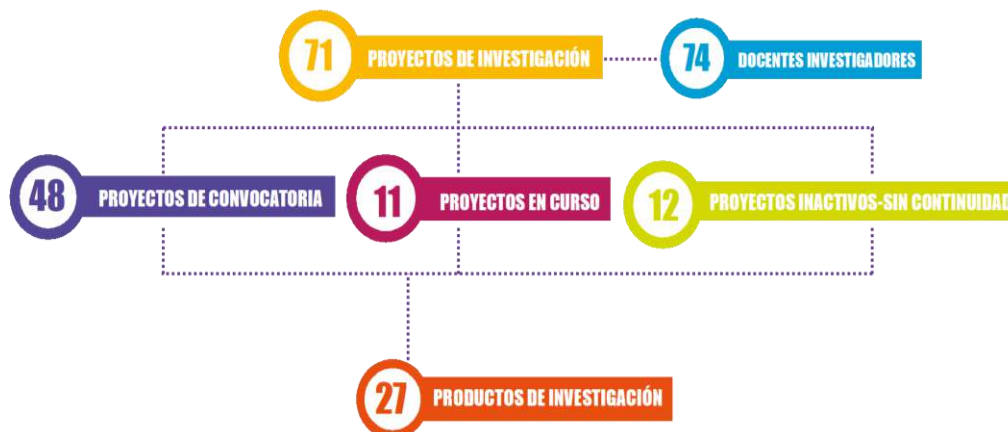 71 PROYECTOS DE INVESTIGACIÓN
74 DOCENTES INVESTIGADORES
48 PROYECTOS DE CONVOCATORIA
11 PROYECTOS EN CURSO
12 PROYECTOS INACTIVOS-SIN CONTINUIDAD
27 PRODUCTOS DE INVESTIGACIÓN